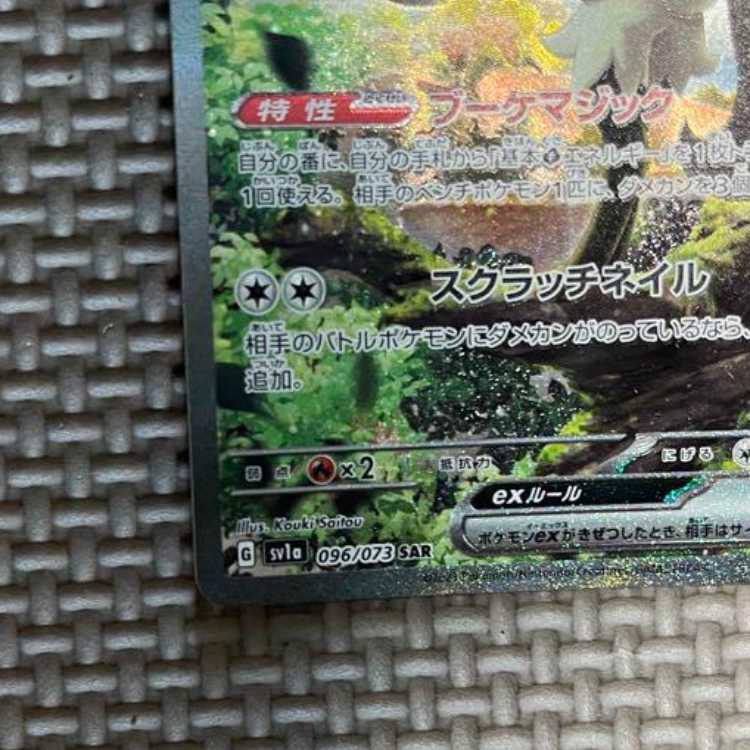 特性 ブーケマジック
自分の番に、自分の手札から「基本 エネルギー」を1枚ト
1回使える。相手のベンチポケモン1匹に、ダメカンを3個
スクラッチネイル
相手のバトルポケモンにダメカンがのっているなら、
追加。
弱点 ×2 抵抗力 にげる
exルール
ポケモンexがきぜつしたとき、相手はサ
Illus. Kouki Saitou
G sv1a 096/073 SAR